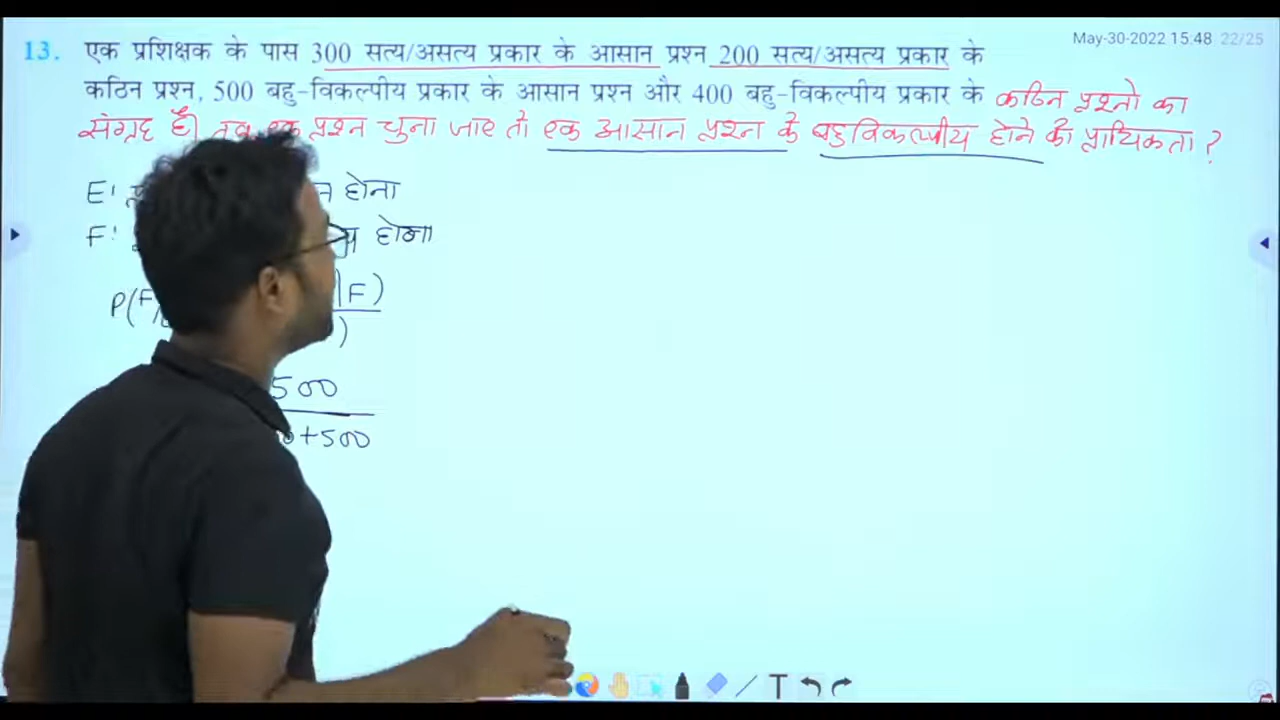 May-30-2022 15:48 22/25
13. एक प्रशिक्षक के पास 300 सत्य/असत्य प्रकार के आसान प्रश्न 200 सत्य/असत्य प्रकार के
कठिन प्रश्न, 500 बहु-विकल्पीय प्रकार के आसान प्रश्न और 400 बहु-विकल्पीय प्रकार के कठिन प्रश्नो का
संग्रह है। प्रश्न चुना जाए तो एक आसान प्रश्न के बहुविकल्पीय होने की प्रायिकता ?
E: होना
F: होना
P(F F)
)
500
+500
T